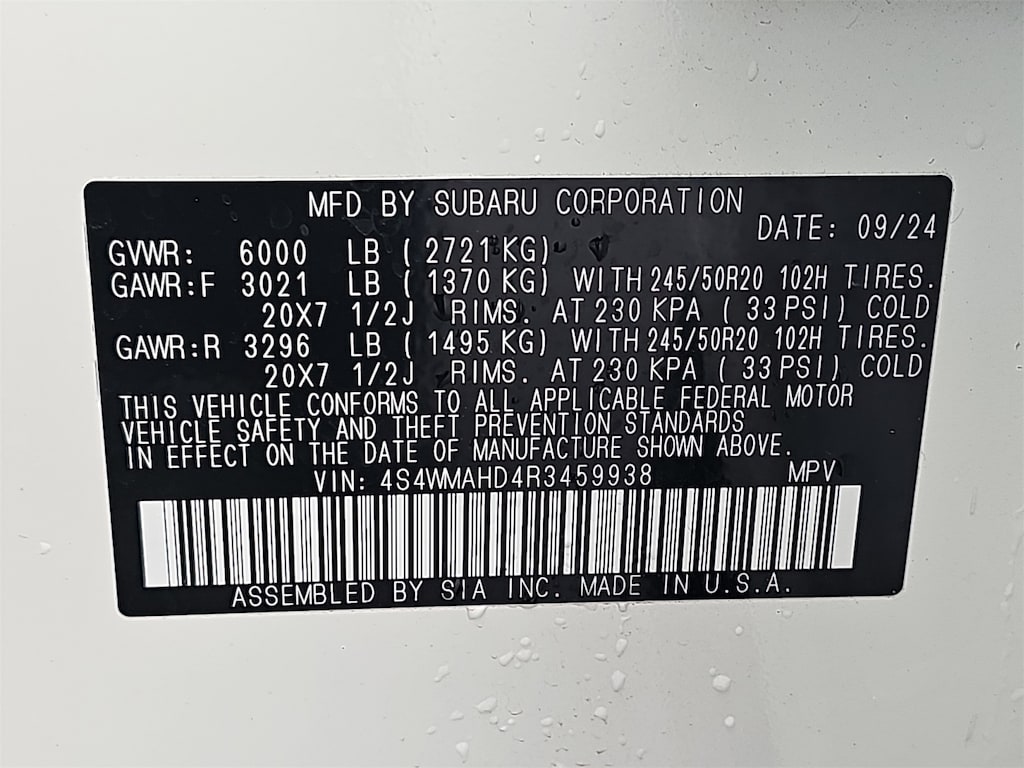 MFD BY SUBARU CORPORATION
DATE: 09/24
GVWR: 6000 LB ( 2721 KG)
GAWR:F 3021 LB ( 1370 KG) WITH 245/50R20 102H TIRES.
20X7 1/2J RIMS. AT 230 KPA ( 33 PSI) COLD
GAWR:R 3296 LB ( 1495 KG) WITH 245/50R20 102H TIRES.
20X7 1/2J RIMS. AT 230 KPA ( 33 PSI) COLD
THIS VEHICLE CONFORMS TO ALL APPLICABLE FEDERAL MOTOR
VEHICLE SAFETY AND THEFT PREVENTION STANDARDS
IN EFFECT ON THE DATE OF MANUFACTURE SHOWN ABOVE.
VIN: 4S4WMAHD4R3459938 MPV
ASSEMBLED BY SIA INC. MADE IN U.S.A.